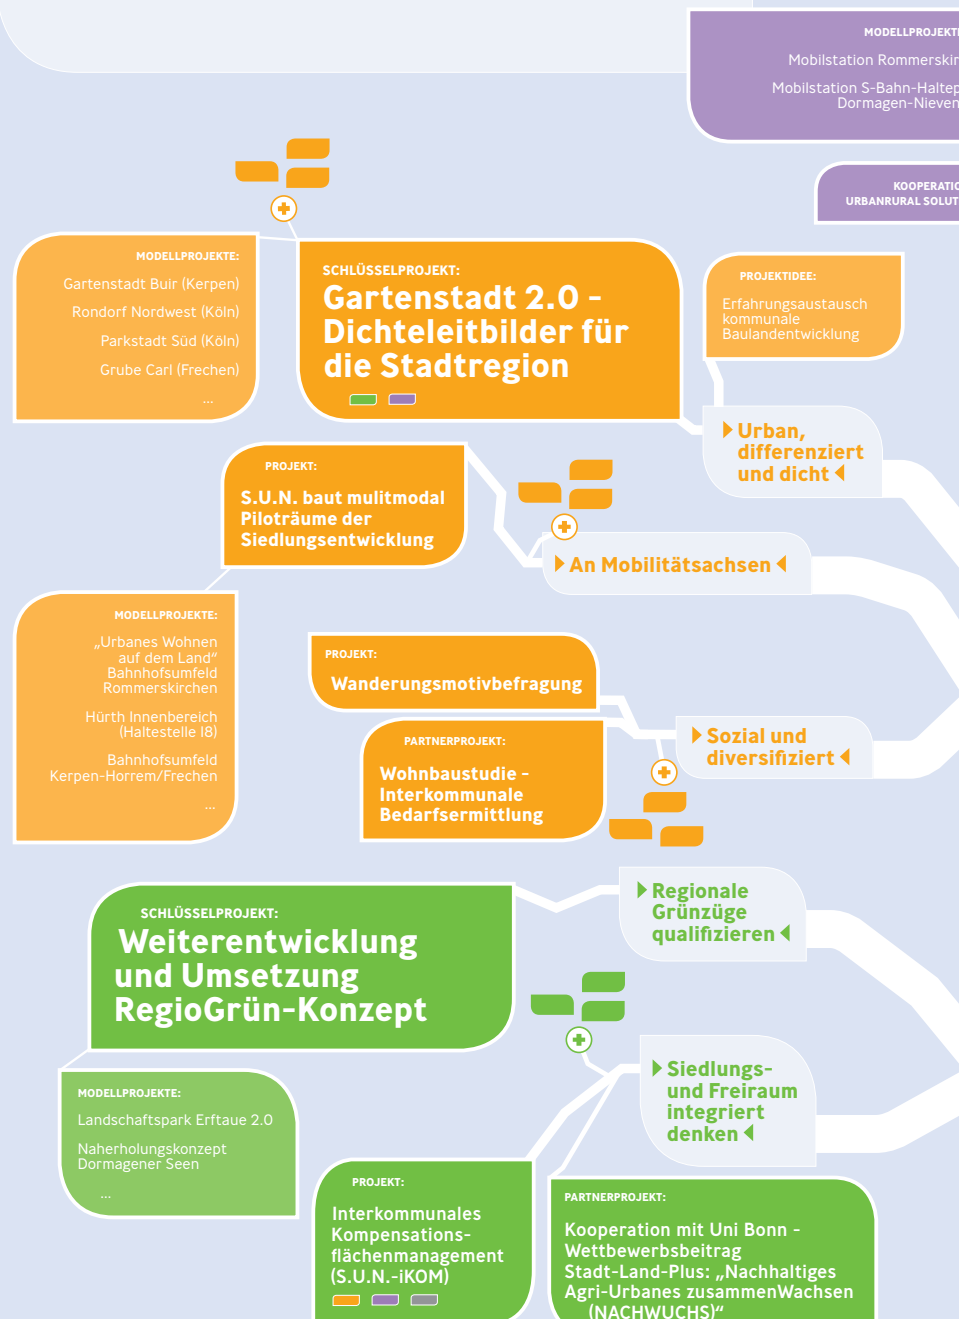 MODELLPROJEKT
Mobilstation Rommerskir
Mobilstation S-Bahn-Haltep
Dormagen-Nieven
KOOPERATIO
URBANRURAL SOLUT
MODELLPROJEKTE:
Gartenstadt Buir (Kerpen)
Rondorf Nordwest (Köln)
Parkstadt Süd (Köln)
Grube Carl (Frechen)
...
SCHLÜSSELPROJEKT:
Gartenstadt 2.0 -
Dichteleitbilder für
die Stadtregion
PROJEKTIDEE:
Erfahrungsaustausch
kommunale
Baulandentwicklung
Urban,
differenziert
und dicht
PROJEKT:
S.U.N. baut mulitmodal
Piloträume der
Siedlungsentwicklung
An Mobilitätsachsen
MODELLPROJEKTE:
„Urbanes Wohnen
auf dem Land“
Bahnhofsumfeld
Rommerskirchen
Hürth Innenbereich
(Haltestelle 18)
Bahnhofsumfeld
Kerpen-Horrem/Frechen
...
PROJEKT:
Wanderungsmotivbefragung
PARTNERPROJEKT:
Wohnbaustudie -
Interkommunale
Bedarfsermittlung
Sozial und
diversifiziert
SCHLÜSSELPROJEKT:
Weiterentwicklung
und Umsetzung
RegioGrün-Konzept
Regionale
Grünzüge
qualifizieren
MODELLPROJEKTE:
Landschaftspark Erftaue 2.0
Naherholungskonzept
Dormagener Seen
...
Siedlungs-
und Freiraum
integriert
denken
PROJEKT:
Interkommunales
Kompensations-
flächenmanagement
(S.U.N.-iKOM)
PARTNERPROJEKT:
Kooperation mit Uni Bonn -
Wettbewerbsbeitrag
Stadt-Land-Plus: „Nachhaltiges
Agri-Urbanes zusammenWachsen
(NACHWUCHS)“